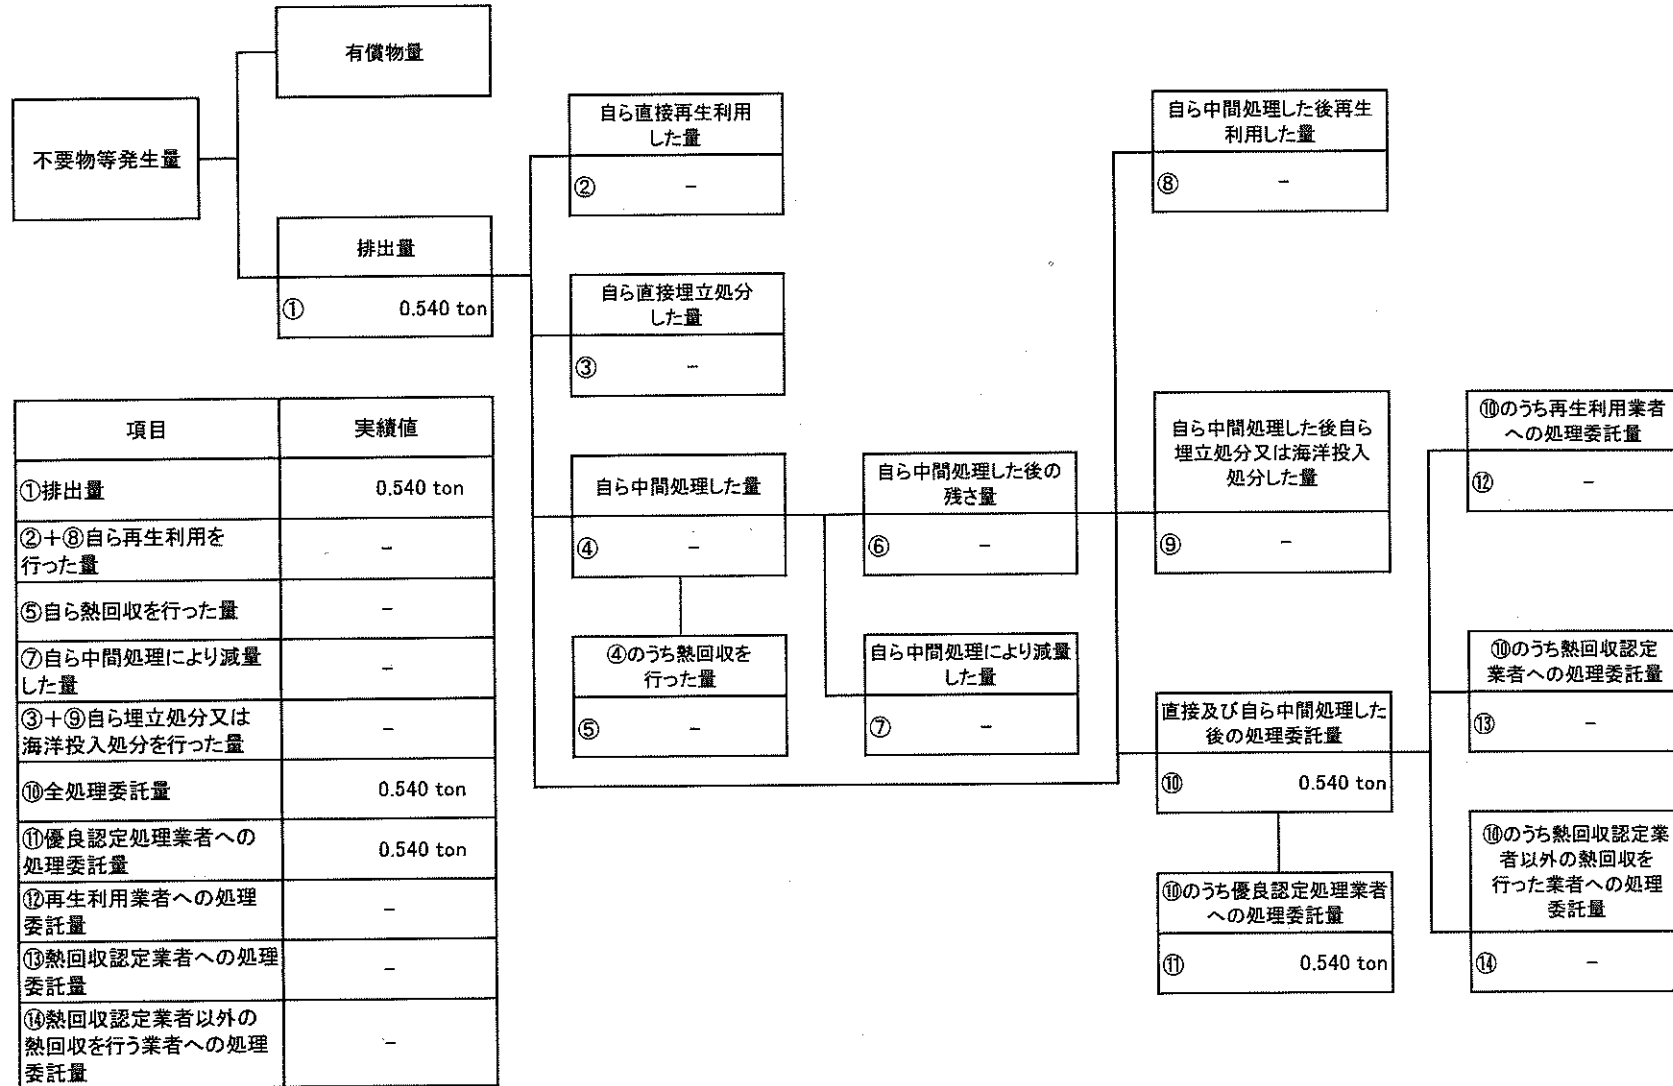 有償物量
不要物等発生量
排出量
① 0.540 ton
自ら直接再生利用
した量
② −
自ら直接埋立処分
した量
③ −
自ら中間処理した量
④ −
④のうち熱回収を
行った量
⑤ −
自ら中間処理した後の
残さ量
⑥ −
自ら中間処理により減量
した量
⑦ −
自ら中間処理した後再生
利用した量
⑧ −
自ら中間処理した後自ら
埋立処分又は海洋投入
処分した量
⑨ −
直接及び自ら中間処理した
後の処理委託量
⑩ 0.540 ton
⑩のうち優良認定処理業者
への処理委託量
⑪ 0.540 ton
⑩のうち再生利用業者
への処理委託量
⑫ −
⑩のうち熱回収認定
業者への処理委託量
⑬ −
⑩のうち熱回収認定業
者以外の熱回収を
行った業者への処理
委託量
⑭ −
項目 実績値
①排出量 0.540 ton
②＋⑧自ら再生利用を
行った量 −
⑤自ら熱回収を行った量 −
⑦自ら中間処理により減量
した量 −
③＋⑨自ら埋立処分又は
海洋投入処分を行った量 −
⑩全処理委託量 0.540 ton
⑪優良認定処理業者への
処理委託量 0.540 ton
⑫再生利用業者への処理
委託量 −
⑬熱回収認定業者への処理
委託量 −
⑭熱回収認定業者以外の
熱回収を行う業者への処理
委託量 −